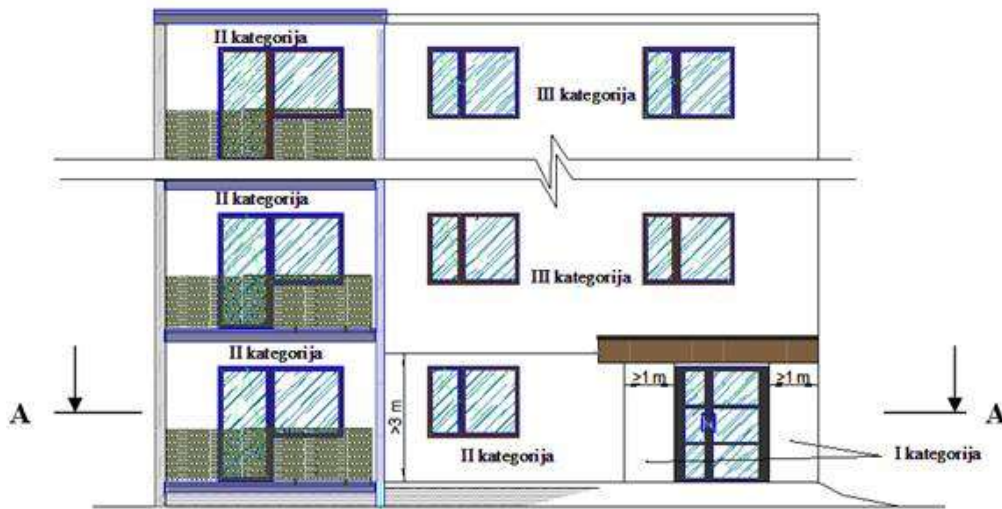 II kategorija
III kategorija
II kategorija
III kategorija
II kategorija
≥1 m
≥1 m
A
>3 m
A
II kategorija
I kategorija